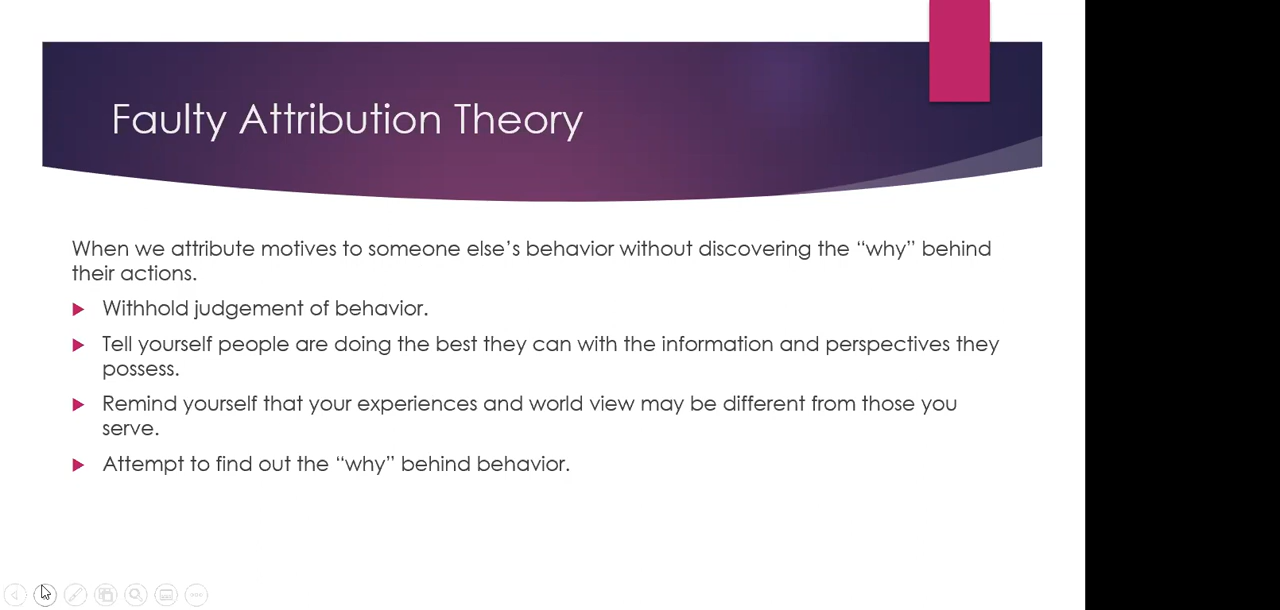 Faulty Attribution Theory
When we attribute motives to someone else’s behavior without discovering the “why” behind
their actions.
Withhold judgement of behavior.
Tell yourself people are doing the best they can with the information and perspectives they
possess.
Remind yourself that your experiences and world view may be different from those you
serve.
Attempt to find out the “why” behind behavior.